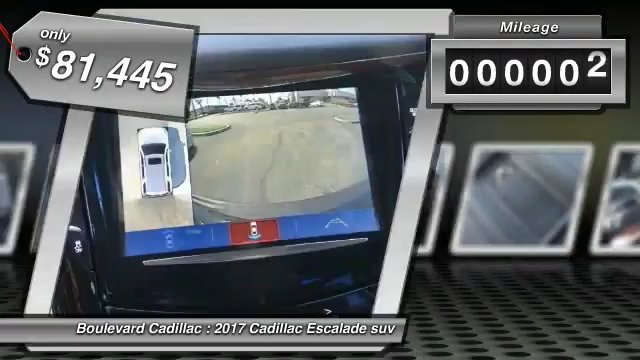 only
$81,445
Mileage
000002
Boulevard Cadillac : 2017 Cadillac Escalade suv